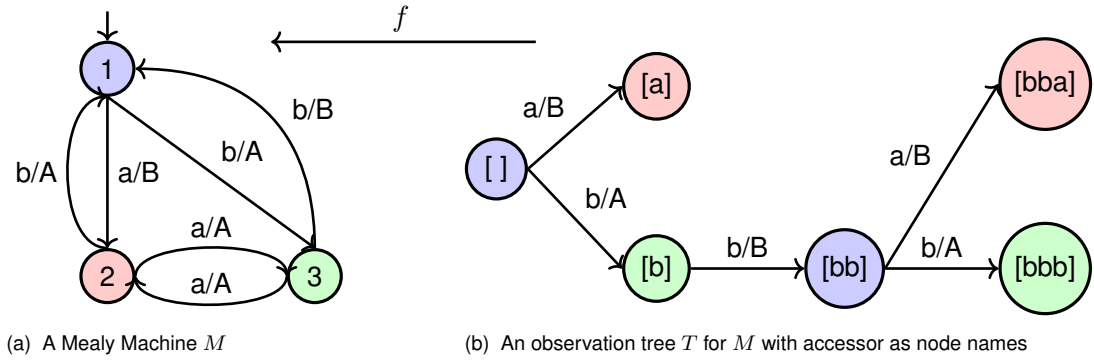 f
1
b/B
b/A
a/B
b/A
a/A
2
a/A
3
[a]
[bba]
a/B
a/B
[ ]
b/A
b/B
b/A
[b]
[bb]
[bbb]
(a) A Mealy Machine M
(b) An observation tree T for M with accessor as node names